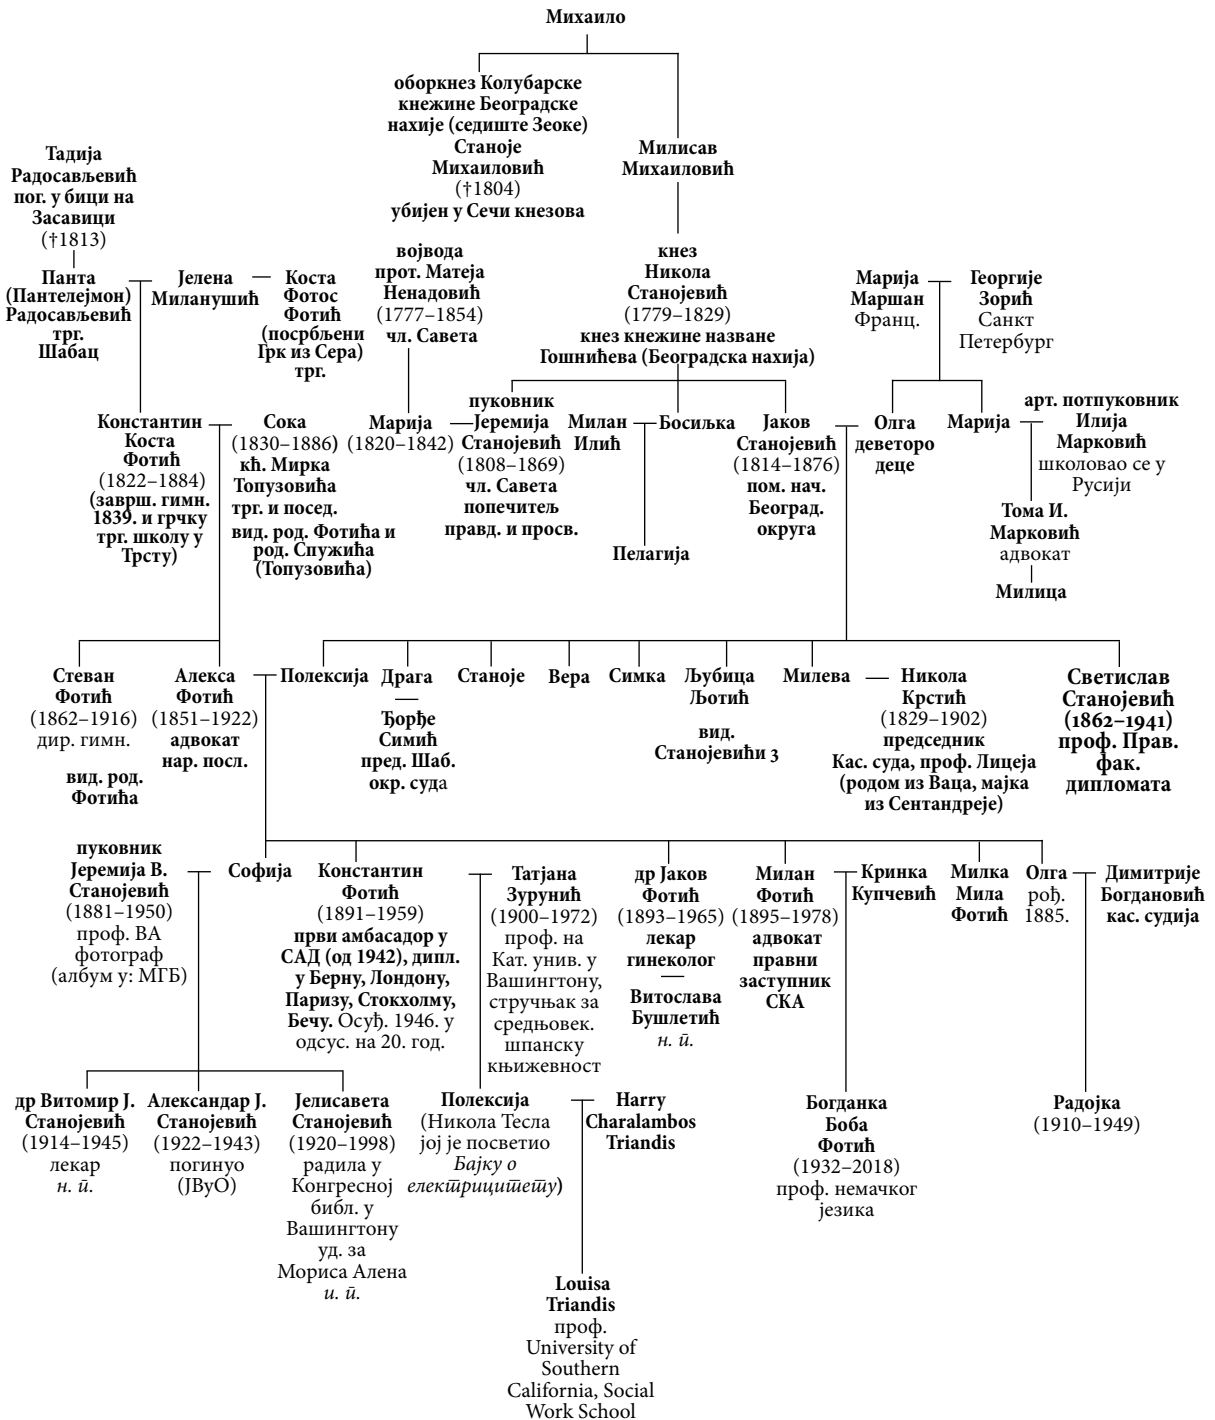 Михаило
оборкнез Колубарске
кнежине Београдске
нахије (седиште Зеоке)
Станоје
Михаиловић
(†1804)
убијен у Сечи кнезова
Милисав
Михаиловић
Тадија
Радосављевић
пог. у бици на
Засавици
(†1813)
Панта
(Пантелејмон)
Радосављевић
трг.
Шабац
Јелена
Миланушић
Коста
Фотос
Фотић
(посрбљени
Грк из Сера)
трг.
војвода
прот. Матеја
Ненадовић
(1777–1854)
чл. Савета
кнез
Никола
Станојевић
(1779–1829)
кнез кнежине назване
Гошнићева (Београдска нахија)
Марија
Маршан
Франц.
Георгије
Зорић
Санкт
Петербург
Константин
Коста
Фотић
(1822–1884)
(заврш. гимн.
1839. и грчку
трг. школу у
Трсту)
Сока
(1830–1886)
кћ. Мирка
Топузовића
трг. и посед.
вид. род. Фотића и
род. Спужића
(Топузовића)
Марија
(1820–1842)
пуковник
Јеремија
Станојевић
(1808–1869)
чл. Савета
попечитељ
правд. и просв.
Милан
Илић
Босиљка
Пелагија
Јаков
Станојевић
(1814–1876)
пом. нач.
Београд.
округа
Олга
деветоро
деце
Марија
арт. потпуковник
Илија
Марковић
школовао се у
Русији
Тома И.
Марковић
адвокат
Милица
Стеван
Фотић
(1862–1916)
дир. гимн.
вид. род.
Фотића
Алекса
Фотић
(1851–1922)
адвокат
нар. посл.
Полексија
Драга
Ђорђе
Симић
пред. Шаб.
окр. суда
Станоје
Вера
Симка
Љубица
Љотић
вид.
Станојевићи 3
Милева
Никола
Крстић
(1829–1902)
председник
Кас. суда, проф. Лицеја
(родом из Ваца, мајка
из Сентандреје)
Светислав
Станојевић
(1862–1941)
проф. Прав.
фак.
дипломата
пуковник
Јеремија В.
Станојевић
(1881–1950)
проф. ВА
фотограф
(албум у: МГБ)
Софија
Константин
Фотић
(1891–1959)
први амбасадор у
САД (од 1942), дипл.
у Берну, Лондону,
Паризу, Стокхолму,
Бечу. Осуђ. 1946. у
одсус. на 20. год.
Татјана
Зурунић
(1900–1972)
проф. на
Кат. унив. у
Вашингтону,
стручњак за
средњовек.
шпанску
књижевност
др Јаков
Фотић
(1893–1965)
лекар
гинеколог
Витослава
Бушлетић
н. п.
Милан
Фотић
(1895–1978)
адвокат
правни
заступник
СКА
Кринка
Купчевић
Милка
Мила
Фотић
Олга
рођ.
1885.
Димитрије
Богдановић
кас. судија
др Витомир Ј.
Станојевић
(1914–1945)
лекар
н. п.
Александар Ј.
Станојевић
(1922–1943)
погинуо
(ЈВуО)
Јелисавета
Станојевић
(1920–1998)
радила у
Конгресној
библ. у
Вашингтону
уд. за
Мориса Алена
и. п.
Полексија
(Никола Тесла
јој је посветио
Бајку о
електрицитету)
Harry
Charalambos
Triandis
Богданка
Боба
Фотић
(1932–2018)
проф. немачког
језика
Радојка
(1910–1949)
Louisa
Triandis
проф.
University of
Southern
California, Social
Work School